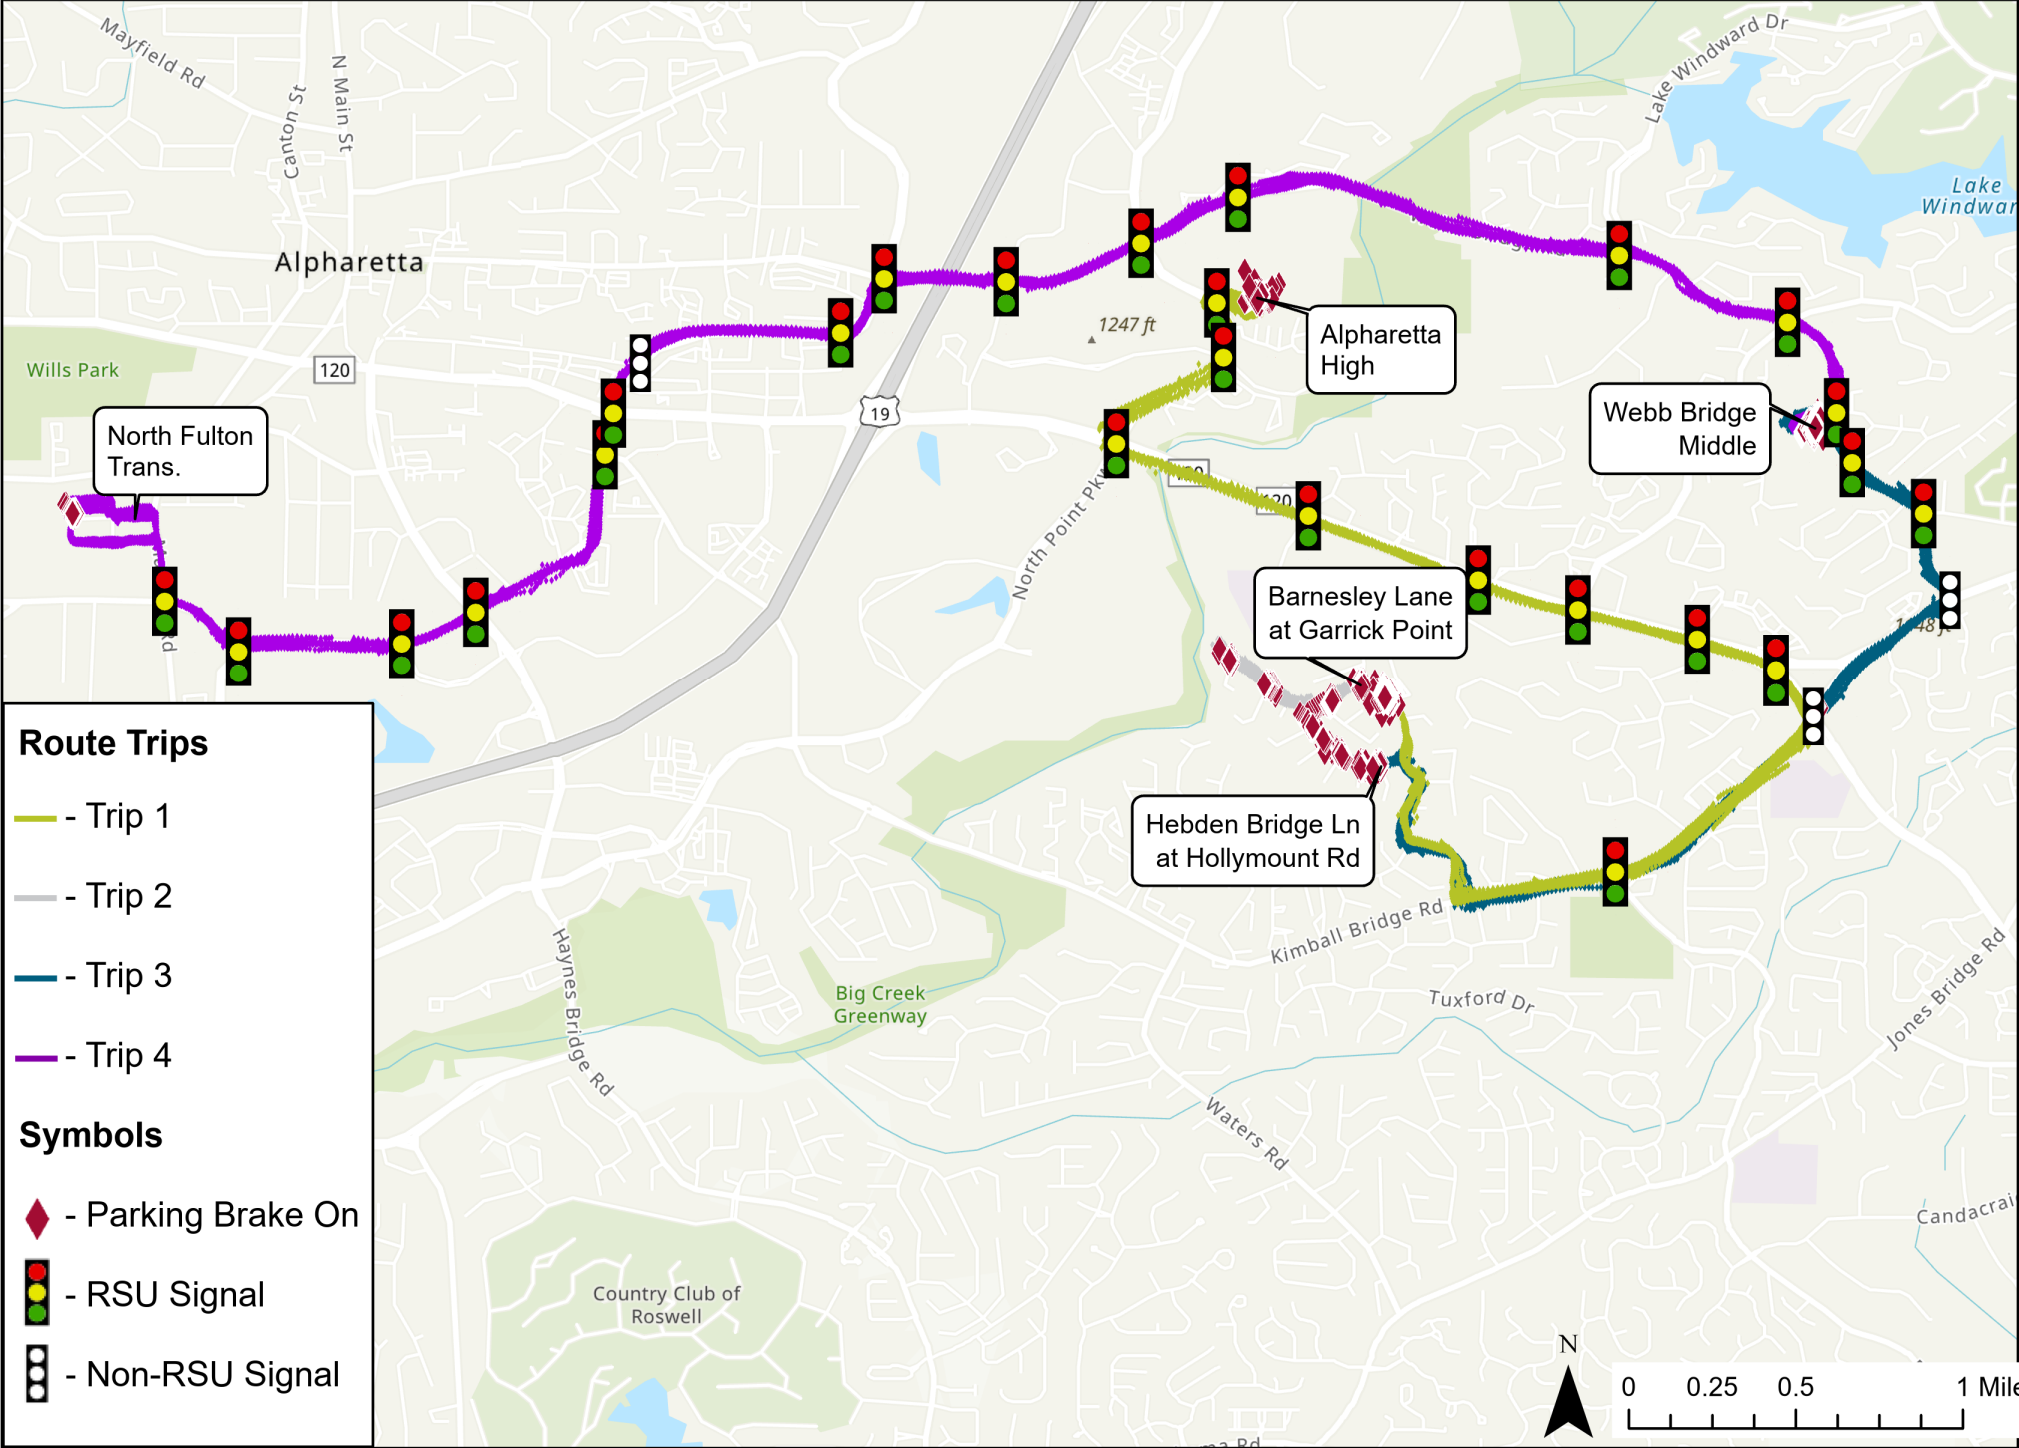 Mayfield Rd
Canton St
N Main St
Lake Windward Dr
Lake
Windwar
Alpharetta
1247 ft
Alpharetta
High
Wills Park
120
19
Webb Bridge
Middle
North Fulton
Trans.
120
North Point Pkw
Barnesley Lane
at Garrick Point
Rd
Hebden Bridge Ln
at Hollymount Rd
Kimball Bridge Rd
Haynes Bridge Rd
Big Creek
Greenway
Tuxford Dr
Jones Bridge Rd
Waters Rd
Candacrai
Country Club of
Roswell
Route Trips
- Trip 1
- Trip 2
- Trip 3
- Trip 4
Symbols
- Parking Brake On
- RSU Signal
- Non-RSU Signal
N
0 0.25 0.5 1 Mile